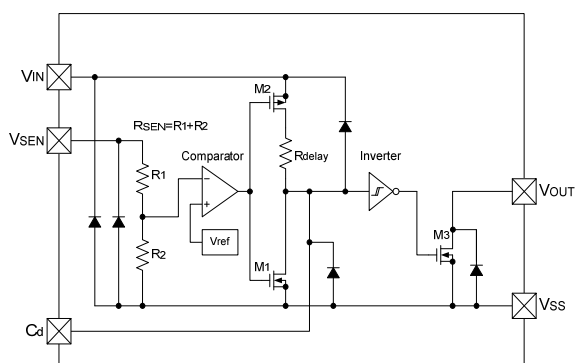 VIN
M2
VSEN
RSEN=R1+R2
Comparator
Rdelay
Inverter
R1
−
+
VOUT
Vref
R2
M1
M3
VSS
Cd